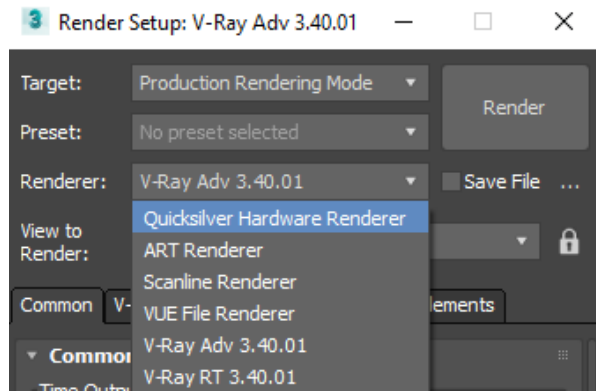 3 Render Setup: V-Ray Adv 3.40.01
Target: Production Rendering Mode
Render
Preset: No preset selected
Renderer: V-Ray Adv 3.40.01 Save File ...
Quicksilver Hardware Renderer
View to
Render:
ART Renderer
Scanline Renderer
Common V-
VUE File Renderer
V-Ray Adv 3.40.01
V-Ray RT 3.40.01